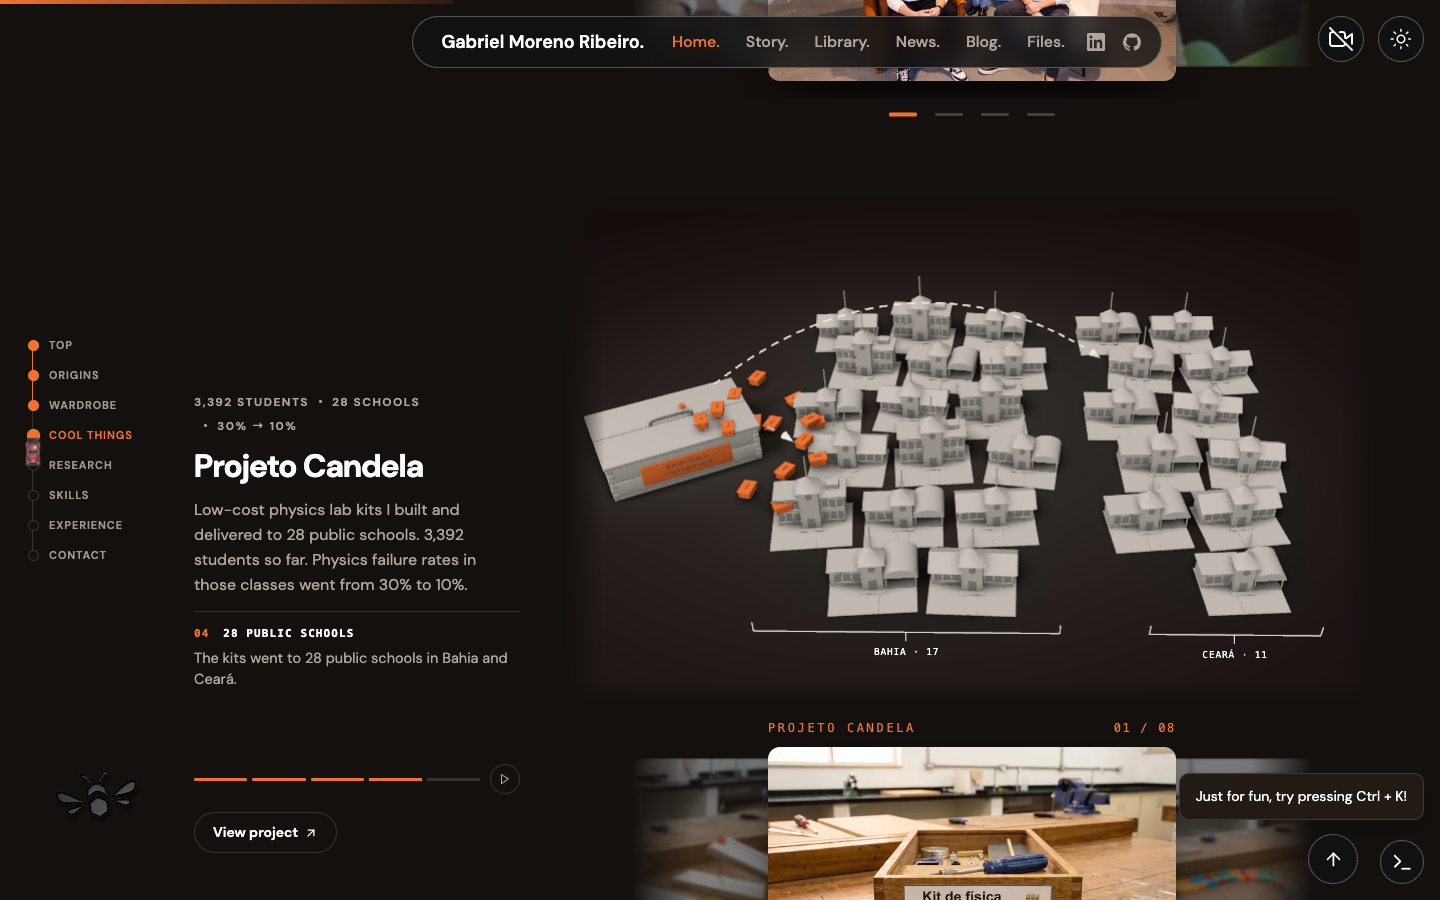 Gabriel Moreno Ribeiro.
Home.
Story.
Library.
News.
Blog.
Files.
TOP
ORIGINS
WARDROBE
COOL THINGS
RESEARCH
SKILLS
EXPERIENCE
CONTACT
3,392 STUDENTS • 28 SCHOOLS
• 30% → 10%
Projeto Candela
Low-cost physics lab kits I built and
delivered to 28 public schools. 3,392
students so far. Physics failure rates in
those classes went from 30% to 10%.
04 28 PUBLIC SCHOOLS
The kits went to 28 public schools in Bahia and
Ceará.
View project ↗
BAHIA · 17
CEARÁ · 11
PROJETO CANDELA
01 / 08
Kit de física
Just for fun, try pressing Ctrl + K!